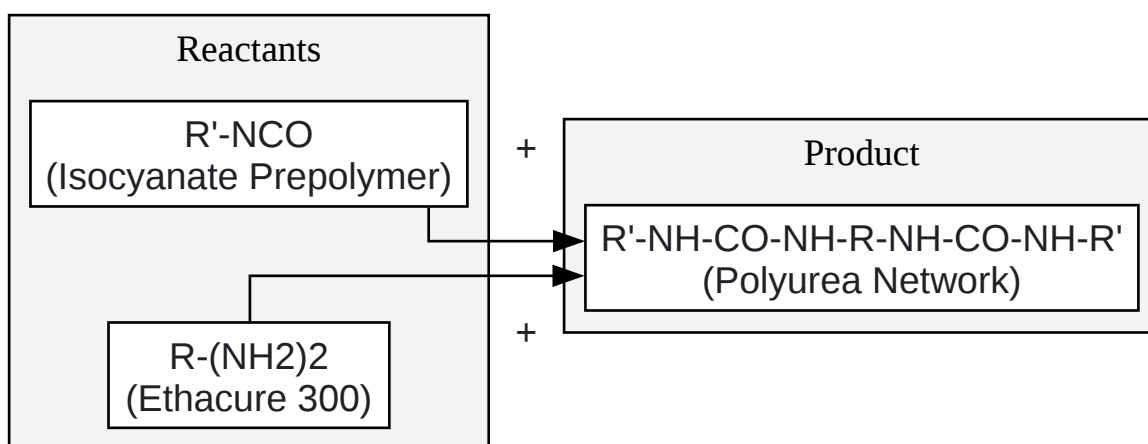 Reactants
R'-NCO
(Isocyanate Prepolymer)
R-(NH2)2
(Ethacure 300)
+
+
Product
R'-NH-CO-NH-R-NH-CO-NH-R'
(Polyurea Network)